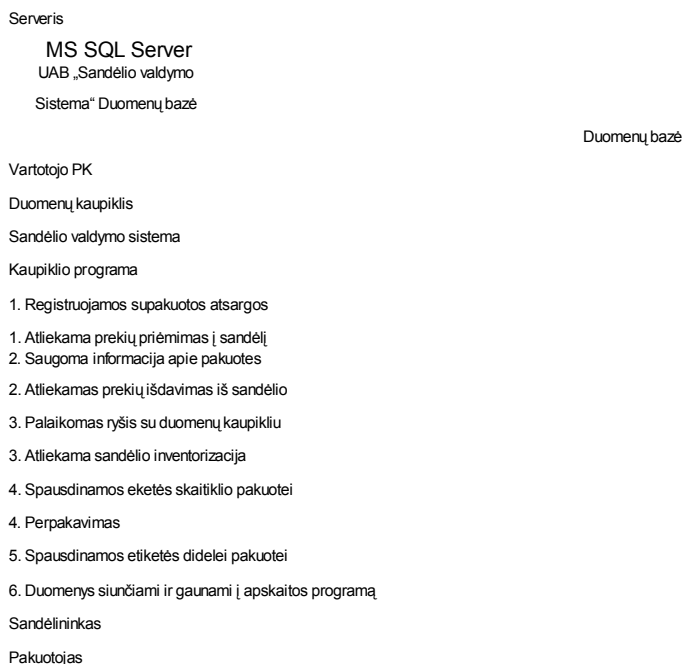 Serveris
MS SQL Server
UAB „Sandėlio valdymo
Sistema“ Duomenų bazė
Duomenų bazė
Vartotojo PK
Duomenų kaupiklis
Sandėlio valdymo sistema
Kaupiklio programa
1. Registruojamos supakuotos atsargos
1. Atliekama prekių priėmimas į sandėlį
2. Saugoma informacija apie pakuotes
2. Atliekamas prekių išdavimas iš sandėlio
3. Palaikomas ryšis su duomenų kaupikliu
3. Atliekama sandėlio inventorizacija
4. Spausdinamos eketės skaitiklio pakuotei
4. Perpakavimas
5. Spausdinamos etiketės didelei pakuotei
6. Duomenys siunčiami ir gaunami į apskaitos programą
Sandėlininkas
Pakuotojas